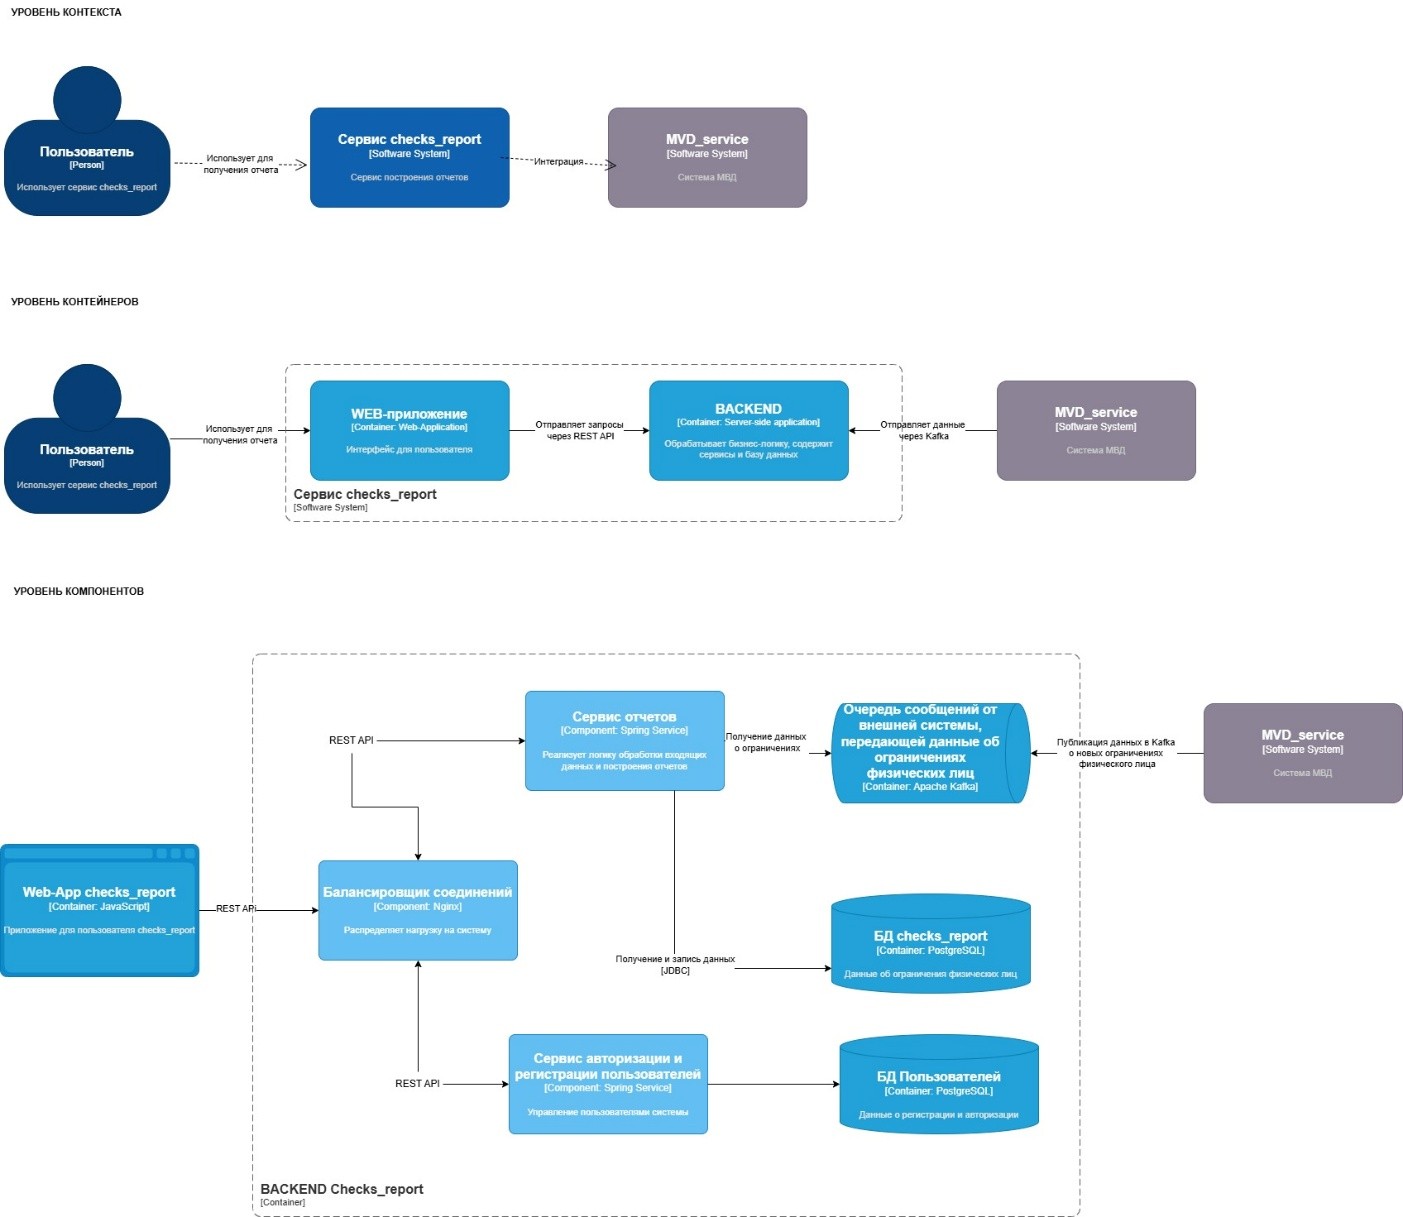 УРОВЕНЬ КОНТЕКСТА
Пользователь
[Person]
Использует сервис checks_report
Использует для
получения отчета
Сервис checks_report
[Software System]
Сервис построения отчетов
Интеграция
MVD_service
[Software System]
Система МВД
УРОВЕНЬ КОНТЕЙНЕРОВ
Пользователь
[Person]
Использует сервис checks_report
Использует для
получения отчета
WEB-приложение
[Container: Web-Application]
Интерфейс для пользователя
Отправляет запросы
через REST API
BACKEND
[Container: Server-side application]
Обрабатывает бизнес-логику, содержит
сервисы и базу данных
Отправляет данные
через Kafka
MVD_service
[Software System]
Система МВД
Сервис checks_report
[Software System]
УРОВЕНЬ КОМПОНЕНТОВ
REST API
Сервис отчетов
[Component: Spring Service]
Реализует логику обработки входящих
данных и построения отчетов
Получение данных
о ограничениях
Очередь сообщений от
внешней системы,
передающей данные об
ограничениях
физических лиц
[Container: Apache Kafka]
Публикация данных в Kafka
о новых ограничениях
физического лица
MVD_service
[Software System]
Система МВД
Web-App checks_report
[Container: JavaScript]
Приложение для пользователя checks_report
REST API
Балансировщик соединений
[Component: Nginx]
Распределяет нагрузку на систему
Получение и запись данных
[JDBC]
БД checks_report
[Container: PostgreSQL]
Данные об ограничения физических лиц
REST API
Сервис авторизации и
регистрации пользователей
[Component: Spring Service]
Управление пользователями системы
БД Пользователей
[Container: PostgreSQL]
Данные о регистрации и авторизации
BACKEND Checks_report
[Container]